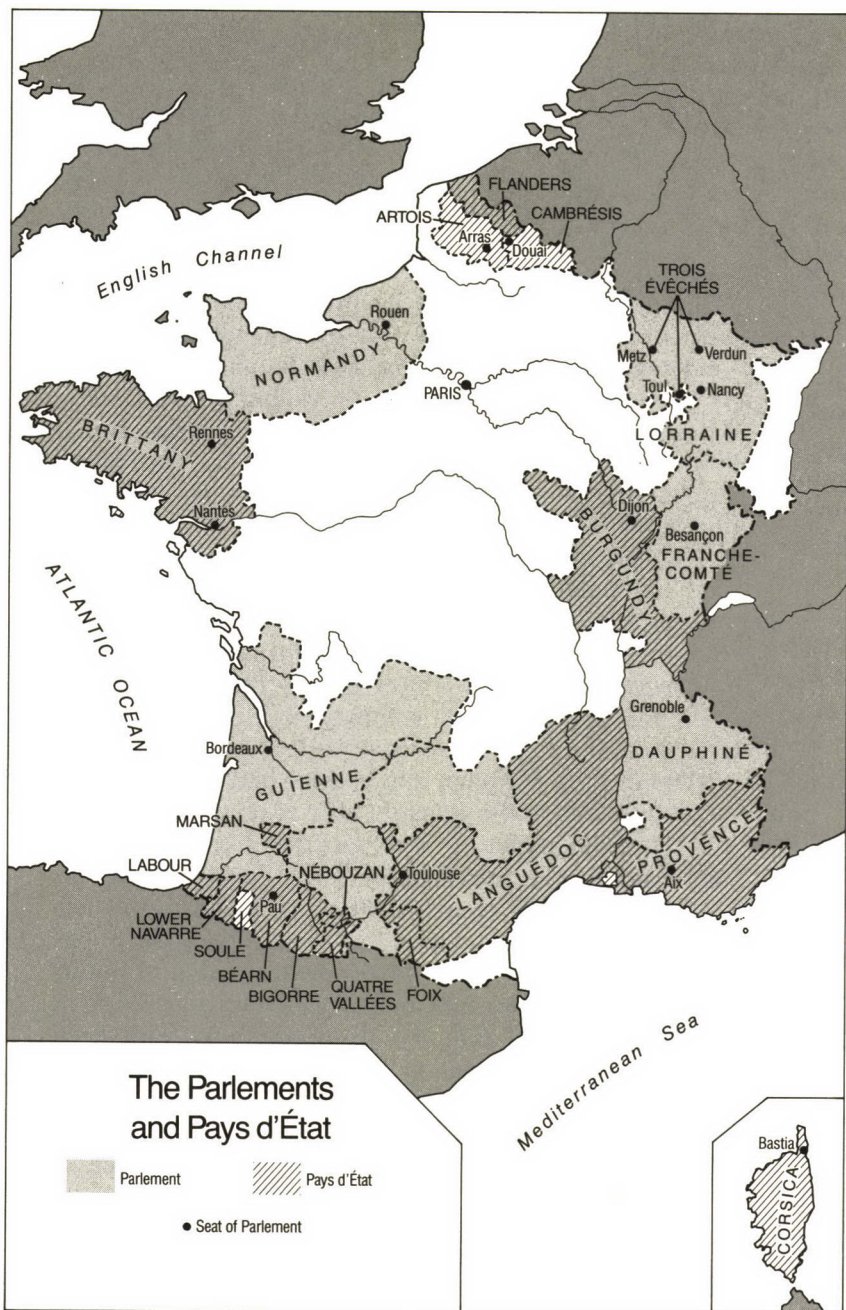 FLANDERS
ARTOIS
CAMBRÉSIS
Arras
Douai
English Channel
TROIS
ÉVÊCHÉS
Rouen
Metz
Verdun
NORMANDY
PARIS
Toul
Nancy
LORRAINE
BRITTANY
Rennes
Nantes
Dijon
BURGUNDY
Besançon
FRANCHE-
COMTÉ
ATLANTIC OCEAN
Grenoble
DAUPHINÉ
Bordeaux
GUIENNE
MARSAN
LABOUR
NÉBOUZAN
Toulouse
LANGUEDOC
PROVENCE
Aix
LOWER
NAVARRE
Pau
SOULE
BÉARN
BIGORRE
QUATRE
VALLÉES
FOIX
Mediterranean Sea
The Parlements
and Pays d'État
Parlement
Pays d'État
Seat of Parlement
Bastia
CORSICA